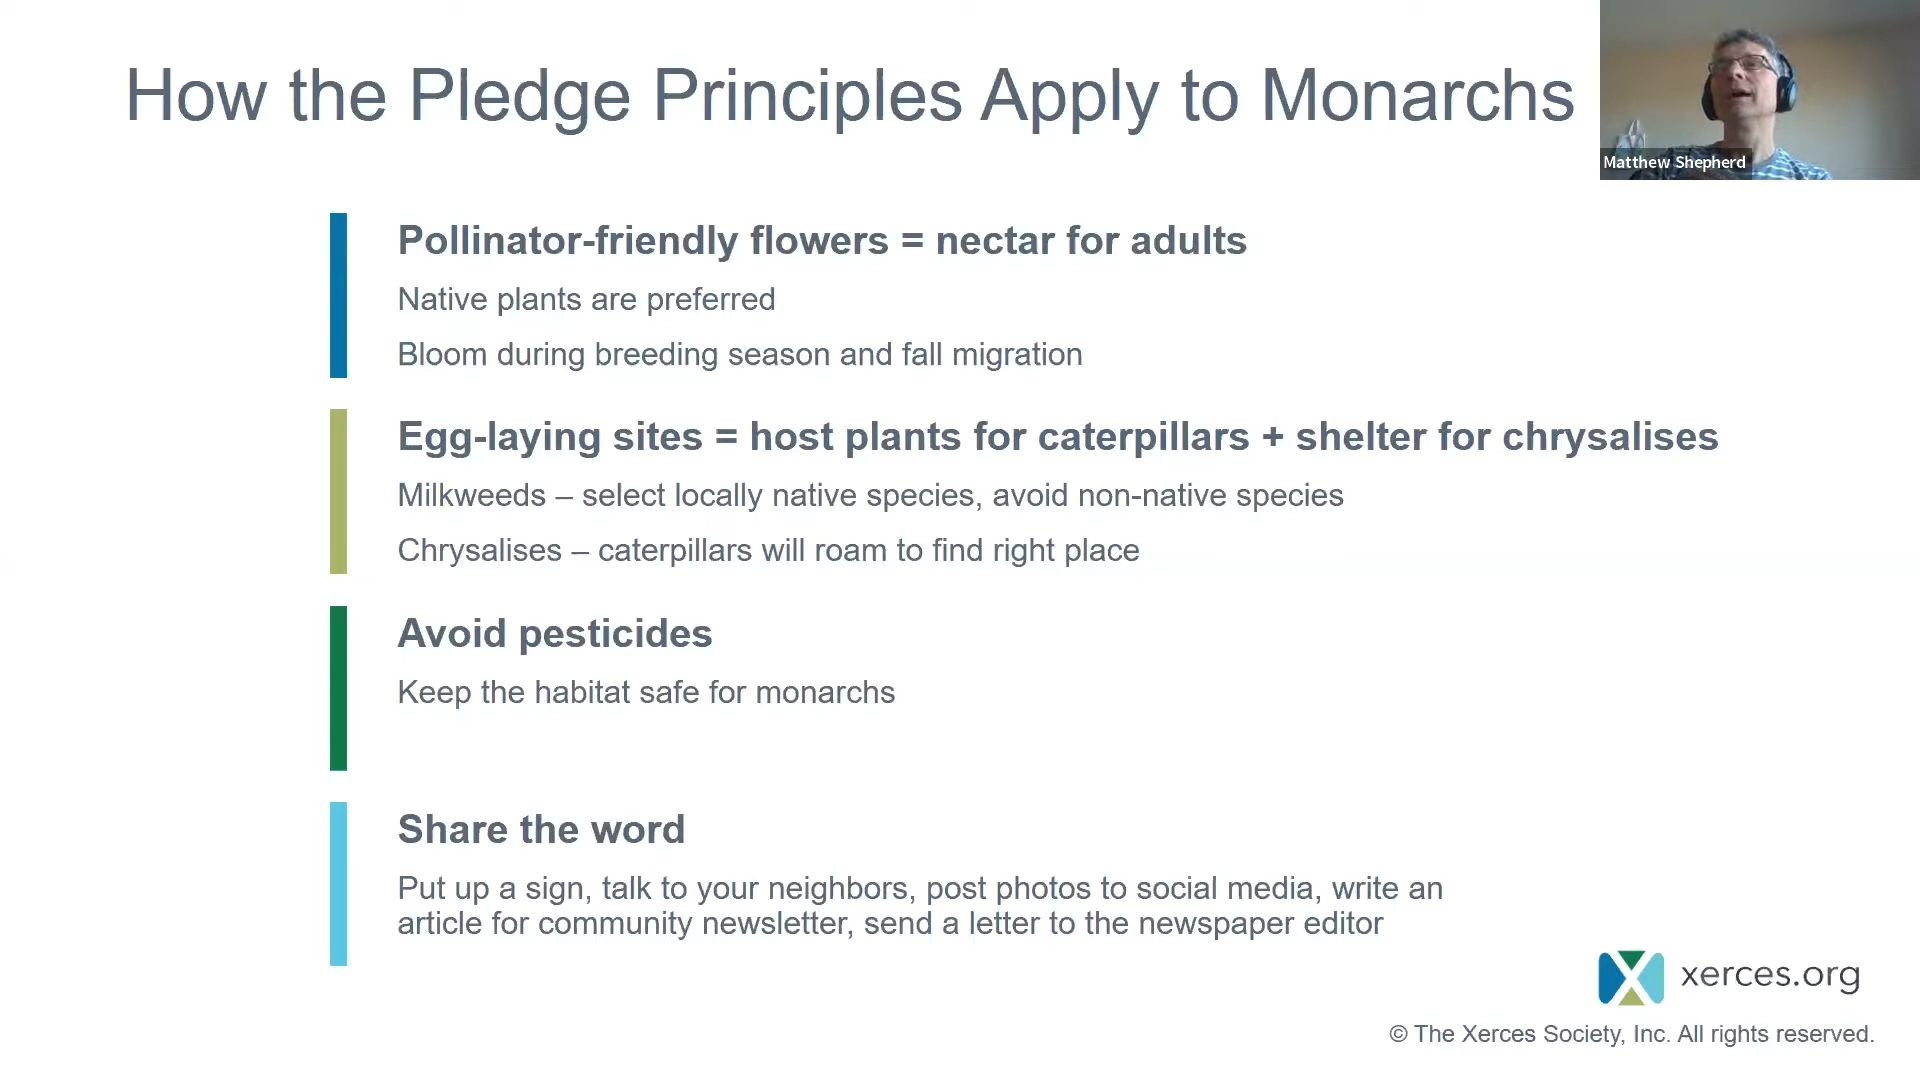 How the Pledge Principles Apply to Monarchs
Matthew Shepherd
Pollinator-friendly flowers = nectar for adults
Native plants are preferred
Bloom during breeding season and fall migration
Egg-laying sites = host plants for caterpillars + shelter for chrysalises
Milkweeds – select locally native species, avoid non-native species
Chrysalises – caterpillars will roam to find right place
Avoid pesticides
Keep the habitat safe for monarchs
Share the word
Put up a sign, talk to your neighbors, post photos to social media, write an
article for community newsletter, send a letter to the newspaper editor
xerces.org
© The Xerces Society, Inc. All rights reserved.